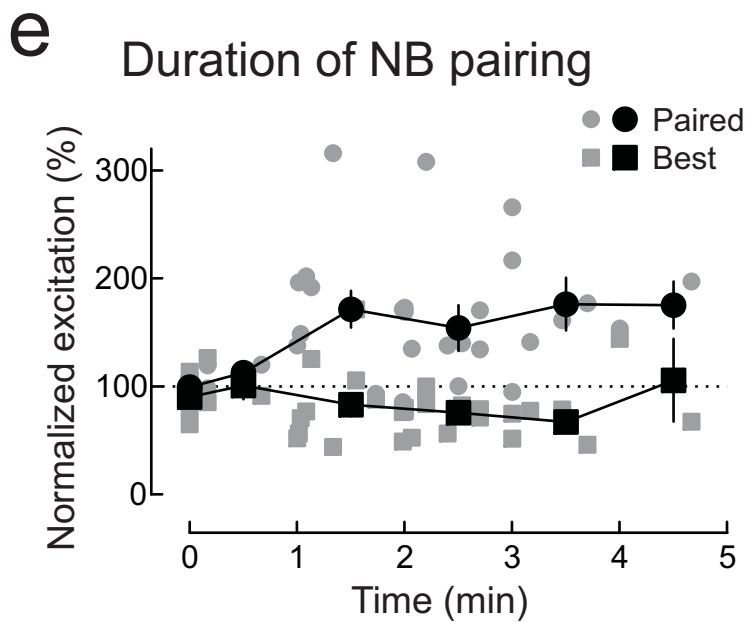 e
Duration of NB pairing
Paired
Best
Normalized excitation (%)
300
200
100
0
0 1 2 3 4 5
Time (min)